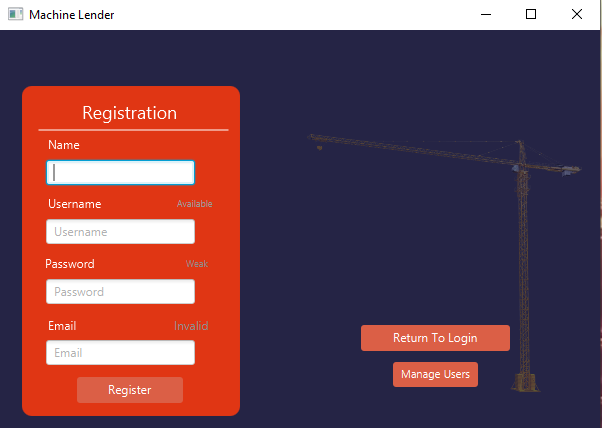 Machine Lender
Registration
Name
Username Available
Username
Password Weak
Password
Email Invalid
Email
Register
Return To Login
Manage Users